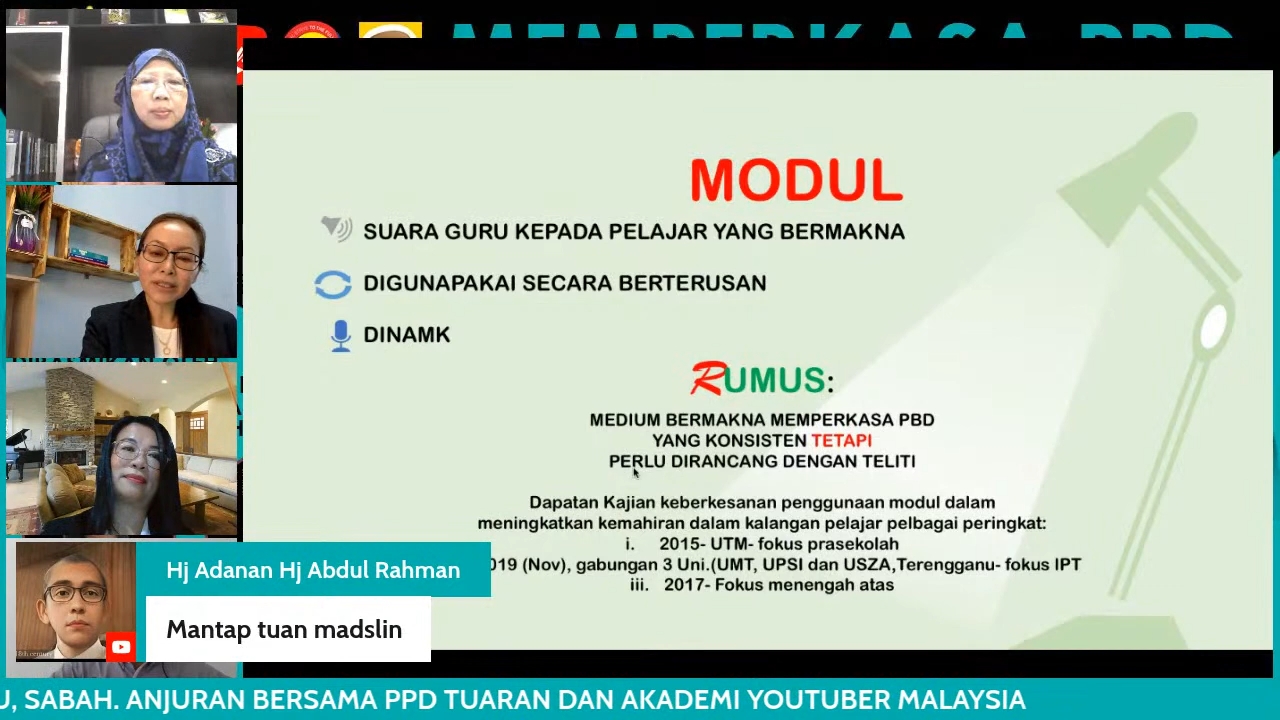 MEMPERKASA PBD
MODUL
SUARA GURU KEPADA PELAJAR YANG BERMAKNA
DIGUNAPAKAI SECARA BERTERUSAN
DINAMK
RUMUS:
MEDIUM BERMAKNA MEMPERKASA PBD
YANG KONSISTEN TETAPI
PERLU DIRANCANG DENGAN TELITI
Dapatan Kajian keberkesanan penggunaan modul dalam
meningkatkan kemahiran dalam kalangan pelajar pelbagai peringkat:
i. 2015- UTM- fokus prasekolah
019 (Nov), gabungan 3 Uni.(UMT, UPSI dan USZA,Terengganu- fokus IPT
iii. 2017- Fokus menengah atas
Hj Adanan Hj Abdul Rahman
Mantap tuan madslin
U, SABAH. ANJURAN BERSAMA PPD TUARAN DAN AKADEMI YOUTUBER MALAYSIA